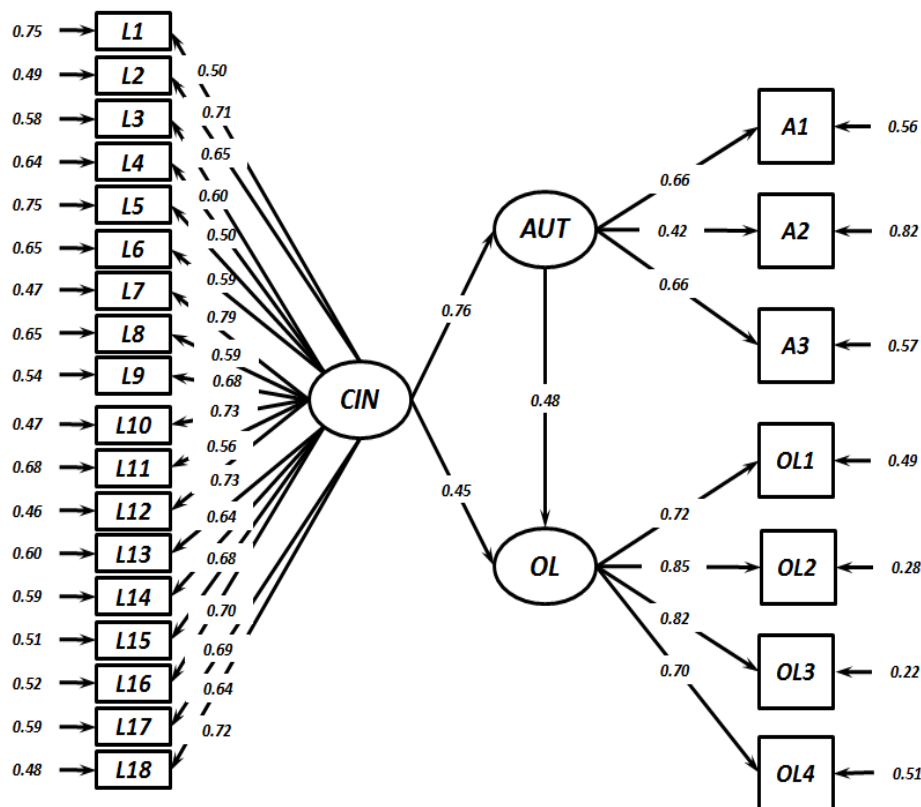 0.75 L1
0.49 L2
0.58 L3
0.64 L4
0.75 L5
0.65 L6
0.47 L7
0.65 L8
0.54 L9
0.47 L10
0.68 L11
0.46 L12
0.60 L13
0.59 L14
0.51 L15
0.52 L16
0.59 L17
0.48 L18
0.50
0.71
0.65
0.60
0.50
0.59
0.79
0.59
0.68
0.73
0.56
0.73
0.64
0.68
0.70
0.69
0.64
0.72
CIN
0.76
0.45
AUT
0.48
OL
0.66
0.42
0.66
A1 0.56
A2 0.82
A3 0.57
0.72
0.85
0.82
0.70
OL1 0.49
OL2 0.28
OL3 0.22
OL4 0.51